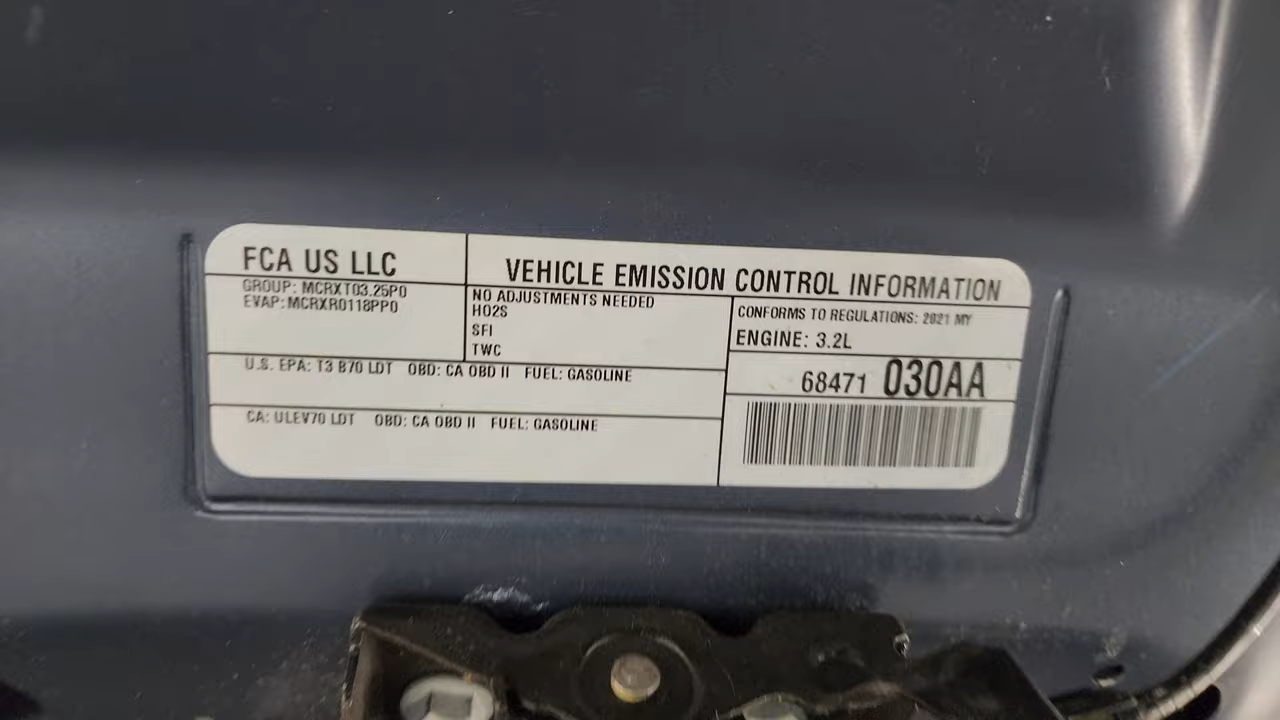 FCA US LLC
GROUP: MCRXT03.25P0
EVAP: MCRXR0118PP0
VEHICLE EMISSION CONTROL INFORMATION
NO ADJUSTMENTS NEEDED
HO2S
SFI
TWC
CONFORMS TO REGULATIONS: 2021 MY
ENGINE: 3.2L
U.S. EPA: T3 B70 LDT OBD: CA OBD II FUEL: GASOLINE
68471 030AA
CA: ULEV70 LDT OBD: CA OBD II FUEL: GASOLINE